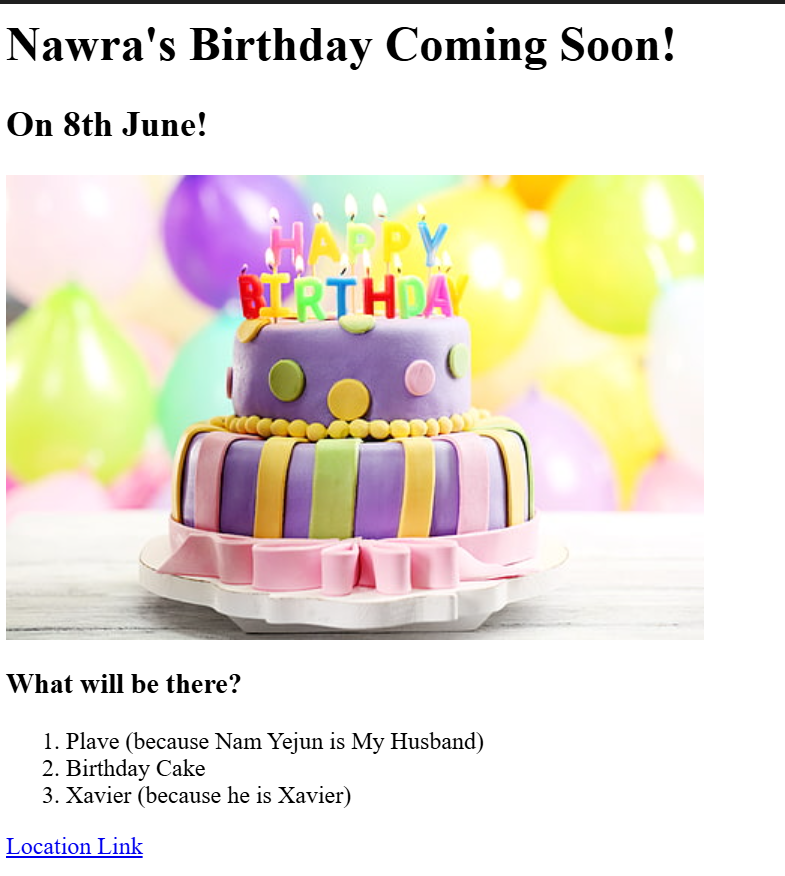 Nawra's Birthday Coming Soon!
On 8th June!
HAPPY
BIRTHDAY
What will be there?
1. Plave (because Nam Yejun is My Husband)
2. Birthday Cake
3. Xavier (because he is Xavier)
Location Link